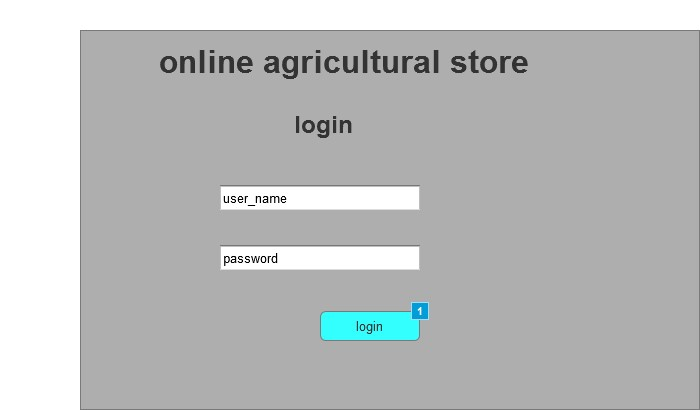 online agricultural store
login
user_name
password
login
1